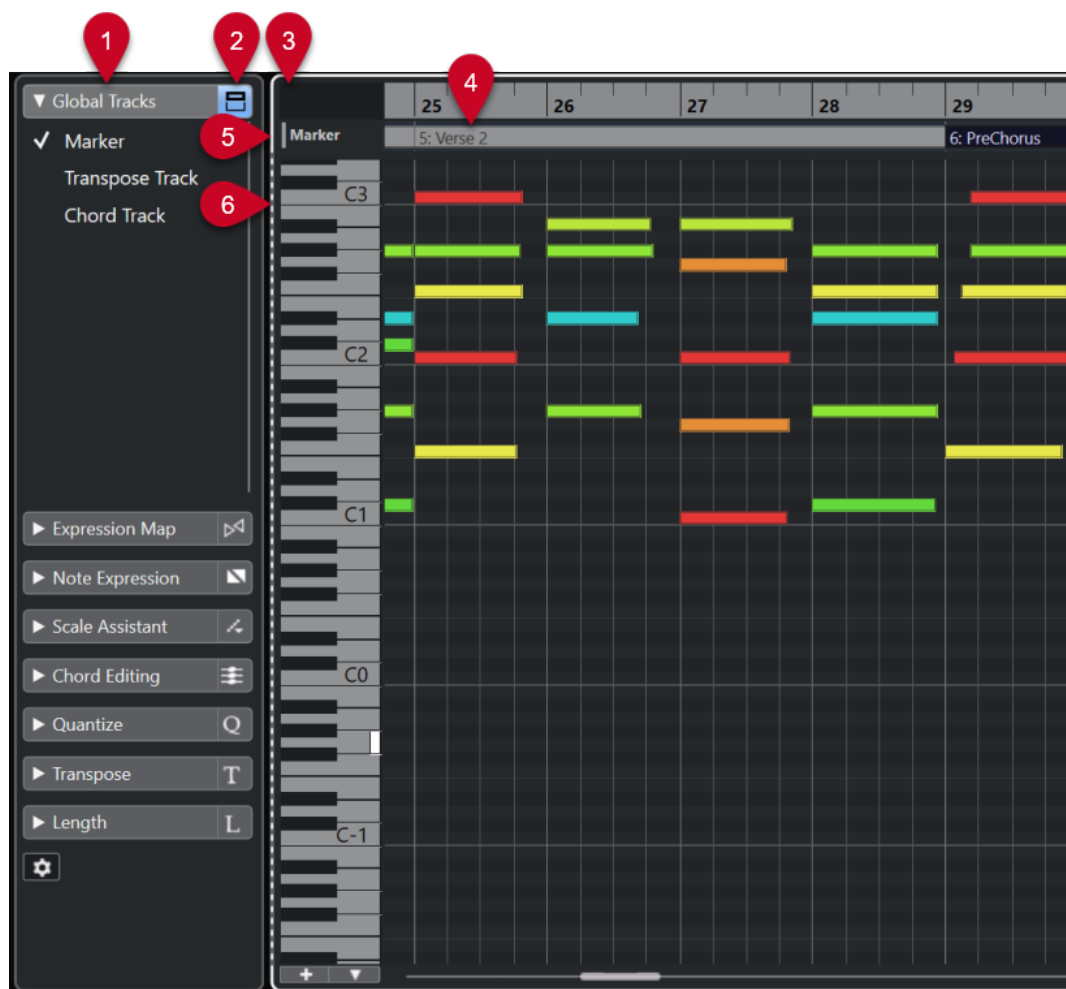 1 2 3 4
Global Tracks
Marker
Transpose Track
Chord Track
Expression Map
Note Expression
Scale Assistant
Chord Editing
Quantize Q
Transpose T
Length L
25 26 27 28 29
5 Marker 5: Verse 2 6: PreChorus
6 C3
C2
C1
C0
C-1